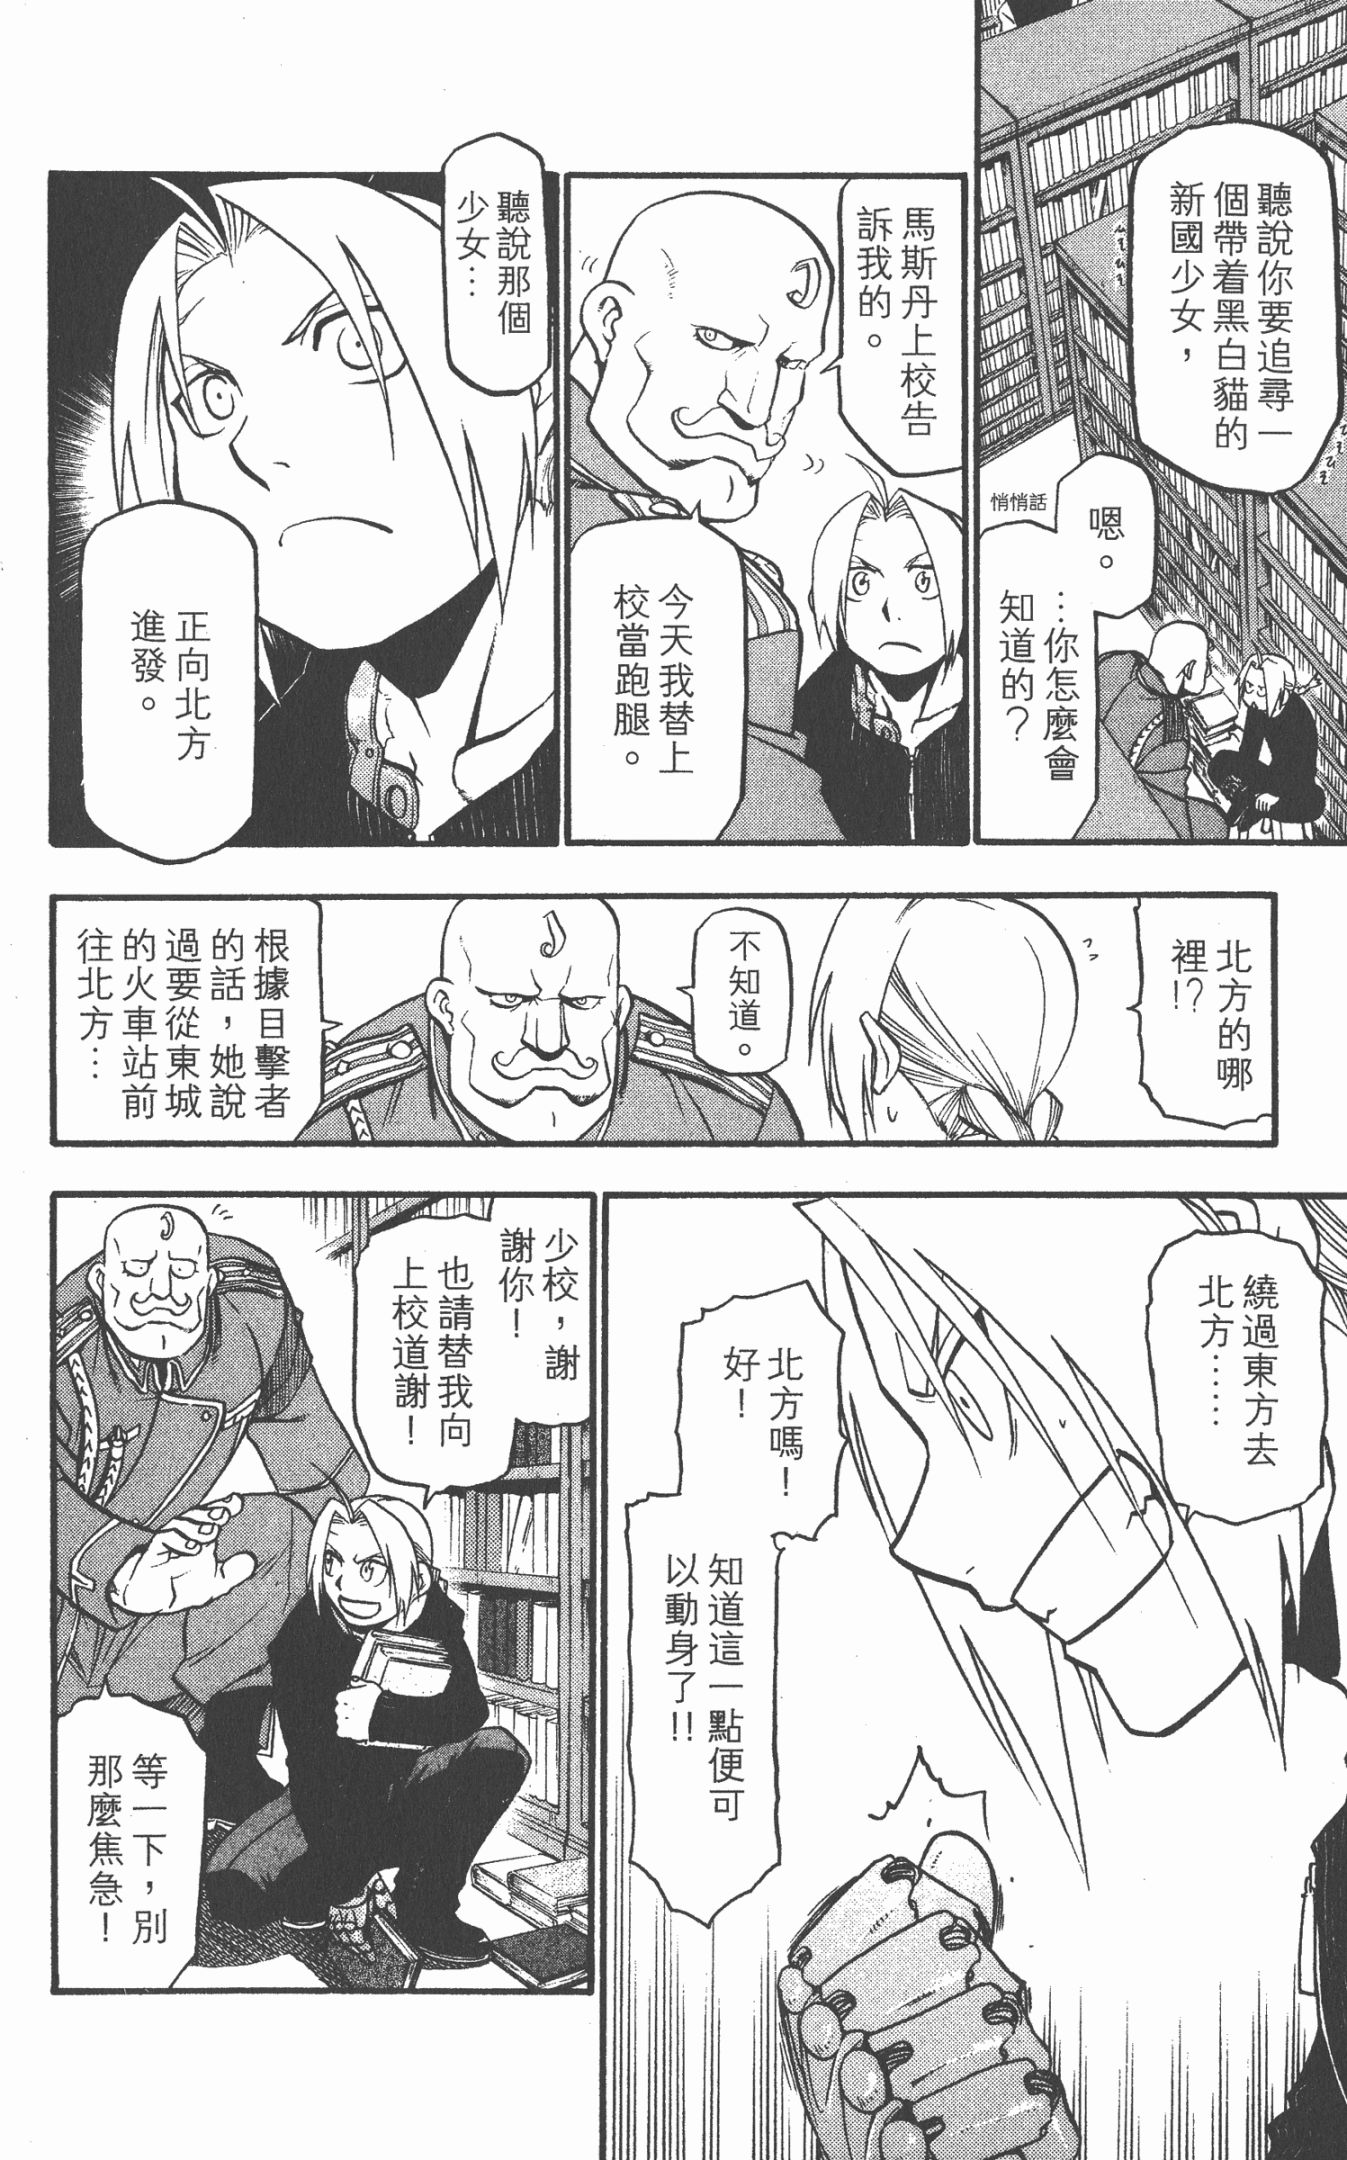 聽說你要追尋一
個帶着黑白貓的
新國少女，
嗯。
悄悄話
…你怎麼會
知道的？
馬斯丹上校告
訴我的。
今天我替上
校當跑腿。
聽說那個
少女…
正向北方
進發。
北方的哪
裡!?
不知道。
根據目擊者
的話，她說
過要從東城
的火車站前
往北方…
繞過東方去
北方……
北方嗎！
好！
知道這一點便可
以動身了!!
少校，謝
謝你！
也請替我向
上校道謝！
等一下，別
那麼焦急！